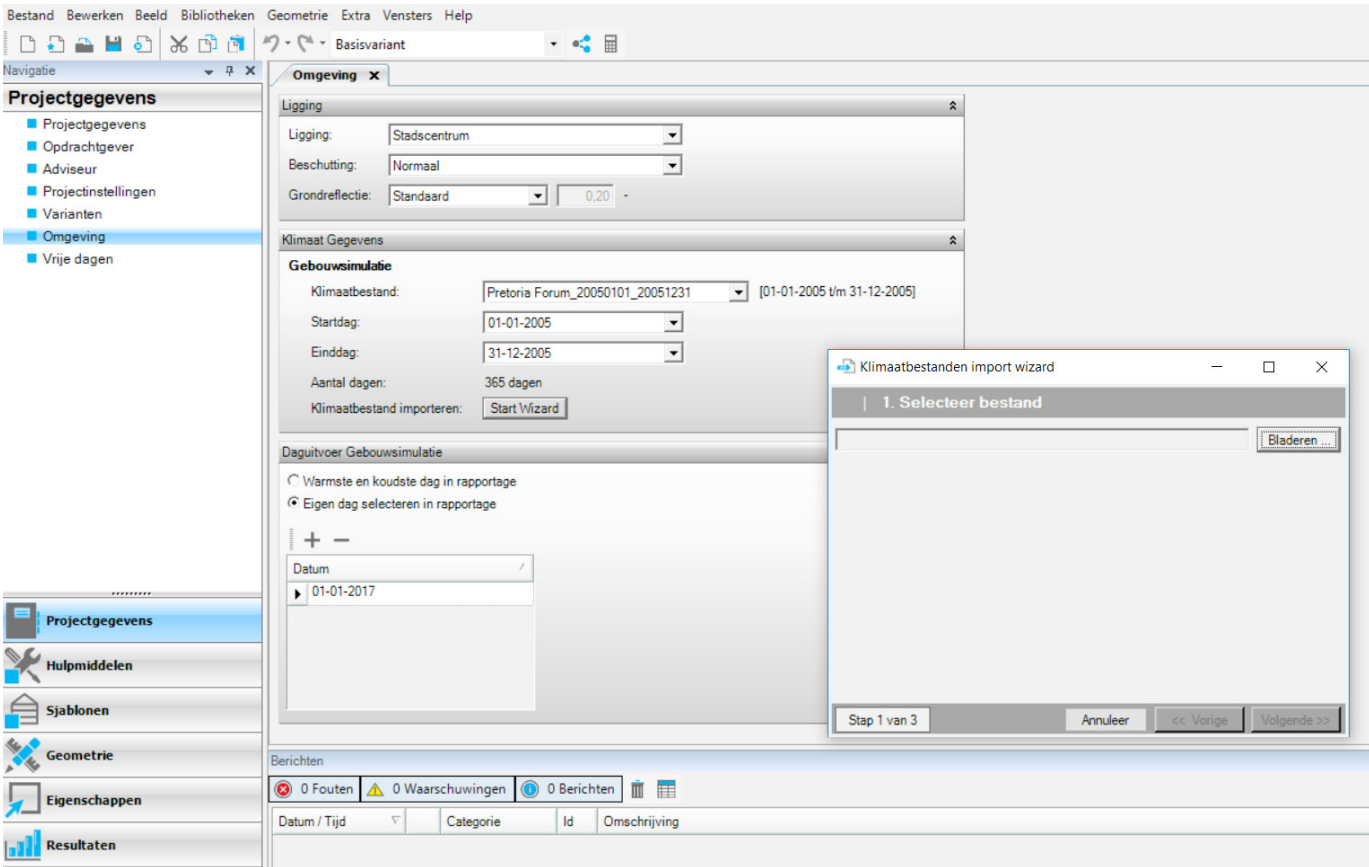 Bestand Bewerken Beeld Bibliotheken Geometrie Extra Vensters Help
Basisvariant
Navigatie
Projectgegevens
Projectgegevens
Opdrachtgever
Adviseur
Projectinstellingen
Varianten
Omgeving
Vrije dagen
Projectgegevens
Hulpmiddelen
Sjablonen
Geometrie
Eigenschappen
Resultaten
Omgeving
Ligging
Ligging: Stadscentrum
Beschutting: Normaal
Grondreflectie: Standaard 0,20 -
Klimaat Gegevens
Gebouwsimulatie
Klimaatbestand: Pretoria Forum_20050101_20051231 [01-01-2005 t/m 31-12-2005]
Startdag: 01-01-2005
Einddag: 31-12-2005
Aantal dagen: 365 dagen
Klimaatbestand importeren: Start Wizard
Daguitvoer Gebouwsimulatie
Warmste en koudste dag in rapportage
Eigen dag selecteren in rapportage
Datum
01-01-2017
Klimaatbestanden import wizard
| 1. Selecteer bestand
Bladeren ...
Stap 1 van 3 Annuleer << Vorige Volgende >>
Berichten
0 Fouten 0 Waarschuwingen 0 Berichten
Datum / Tijd Categorie Id Omschrijving